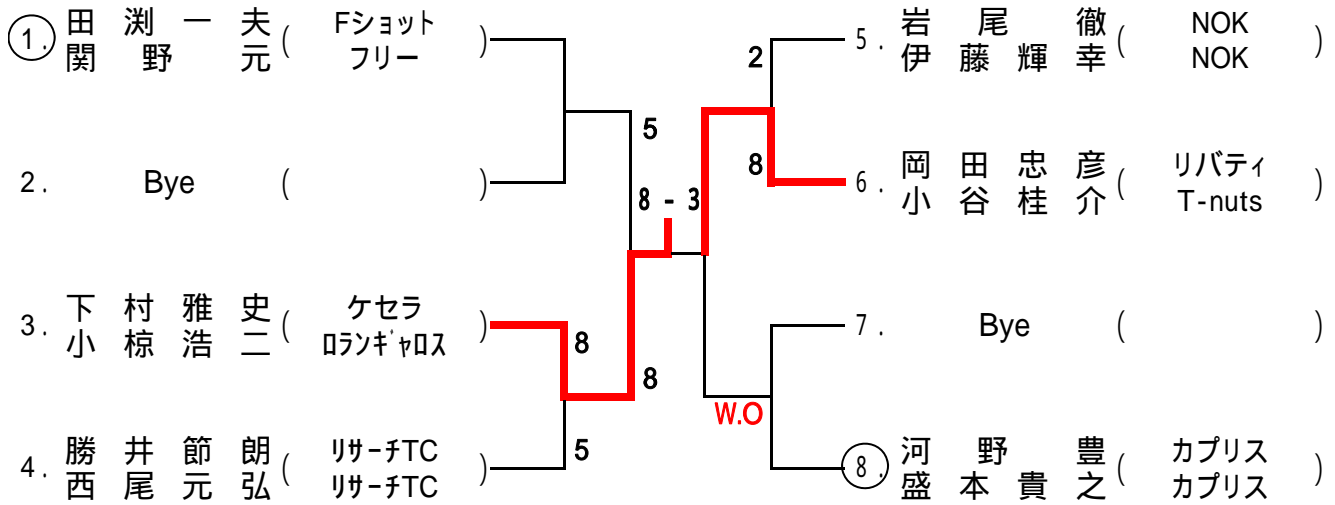 1. 田渕一夫 ( Fショット )
関野元 フリー
2. Bye ( )
3. 下村雅史 ( ケセラ )
小椋浩二 ロランギャロス
4. 勝井節朗 ( リサーチTC )
西尾元弘 リサーチTC
5
8 - 3
8
8
5
2
8
W.O
5. 岩尾徹 ( NOK )
伊藤輝幸 NOK
6. 岡田忠彦 ( リバティ )
小谷桂介 T-nuts
7. Bye ( )
8. 河野豊 ( カプリス )
盛本貴之 カプリス